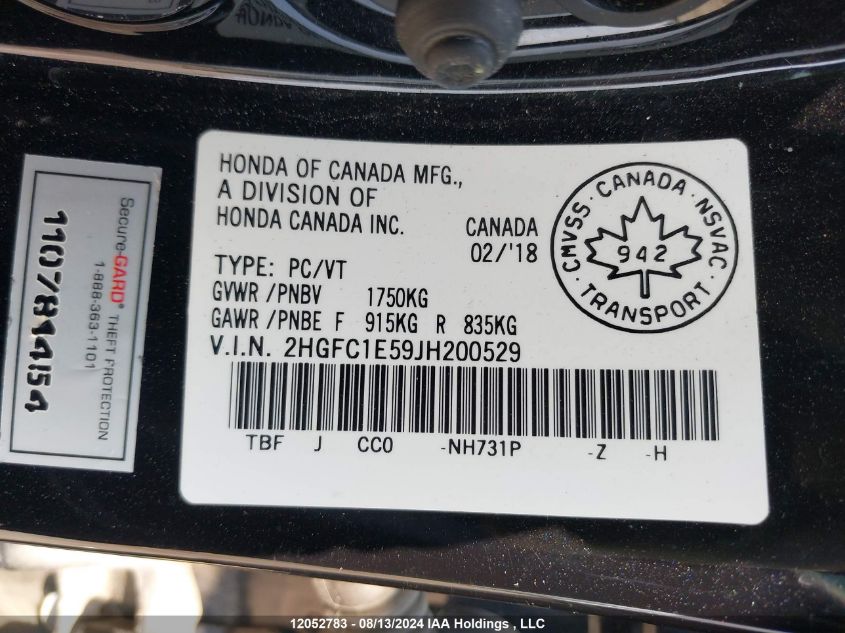 HONDA OF CANADA MFG.,
A DIVISION OF
HONDA CANADA INC.
CANADA
02/'18
TYPE: PC/VT
GVWR /PNBV 1750KG
GAWR /PNBE F 915KG R 835KG
V.I.N. 2HGFC1E59JH200529
TBF J CC0 -NH731P -Z -H
CMVSS · CANADA · NSVAC
942
· TRANSPORT ·
Secure-GARD® THEFT PROTECTION
1-888-363-1101
12052783 - 08/13/2024 IAA Holdings , LLC